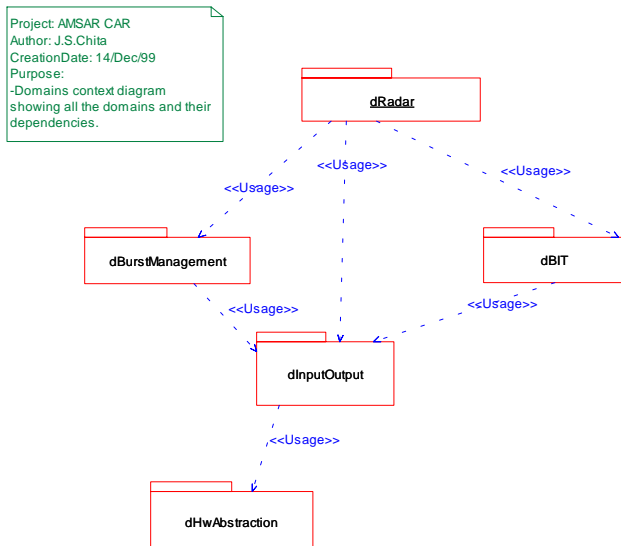 Project: AMSAR CAR
Author: J.S.Chita
CreationDate: 14/Dec/99
Purpose:
-Domains context diagram
showing all the domains and their
dependencies.
dRadar
<<Usage>>
<<Usage>>
<<Usage>>
dBurstManagement
dBIT
<<Usage>>
<<Usage>>
dInputOutput
<<Usage>>
dHwAbstraction